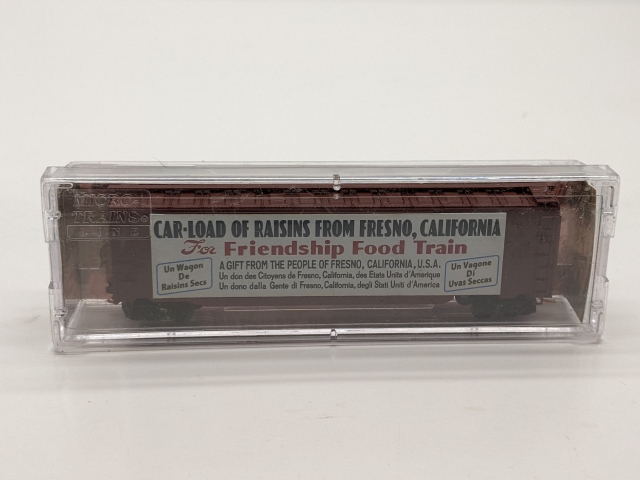 MICRO-
TRAINS®
LINE
CAR-LOAD OF RAISINS FROM FRESNO, CALIFORNIA
For Friendship Food Train
A GIFT FROM THE PEOPLE OF FRESNO, CALIFORNIA, U.S.A.
Un don des Citoyens de Fresno, California, des Etats Unis d'Amerique
Un dono dalla Gente di Fresno, California, degli Stati Uniti d'America
Un Wagon
De
Raisins Secs
Un Vagone
Di
Uvas Seccas